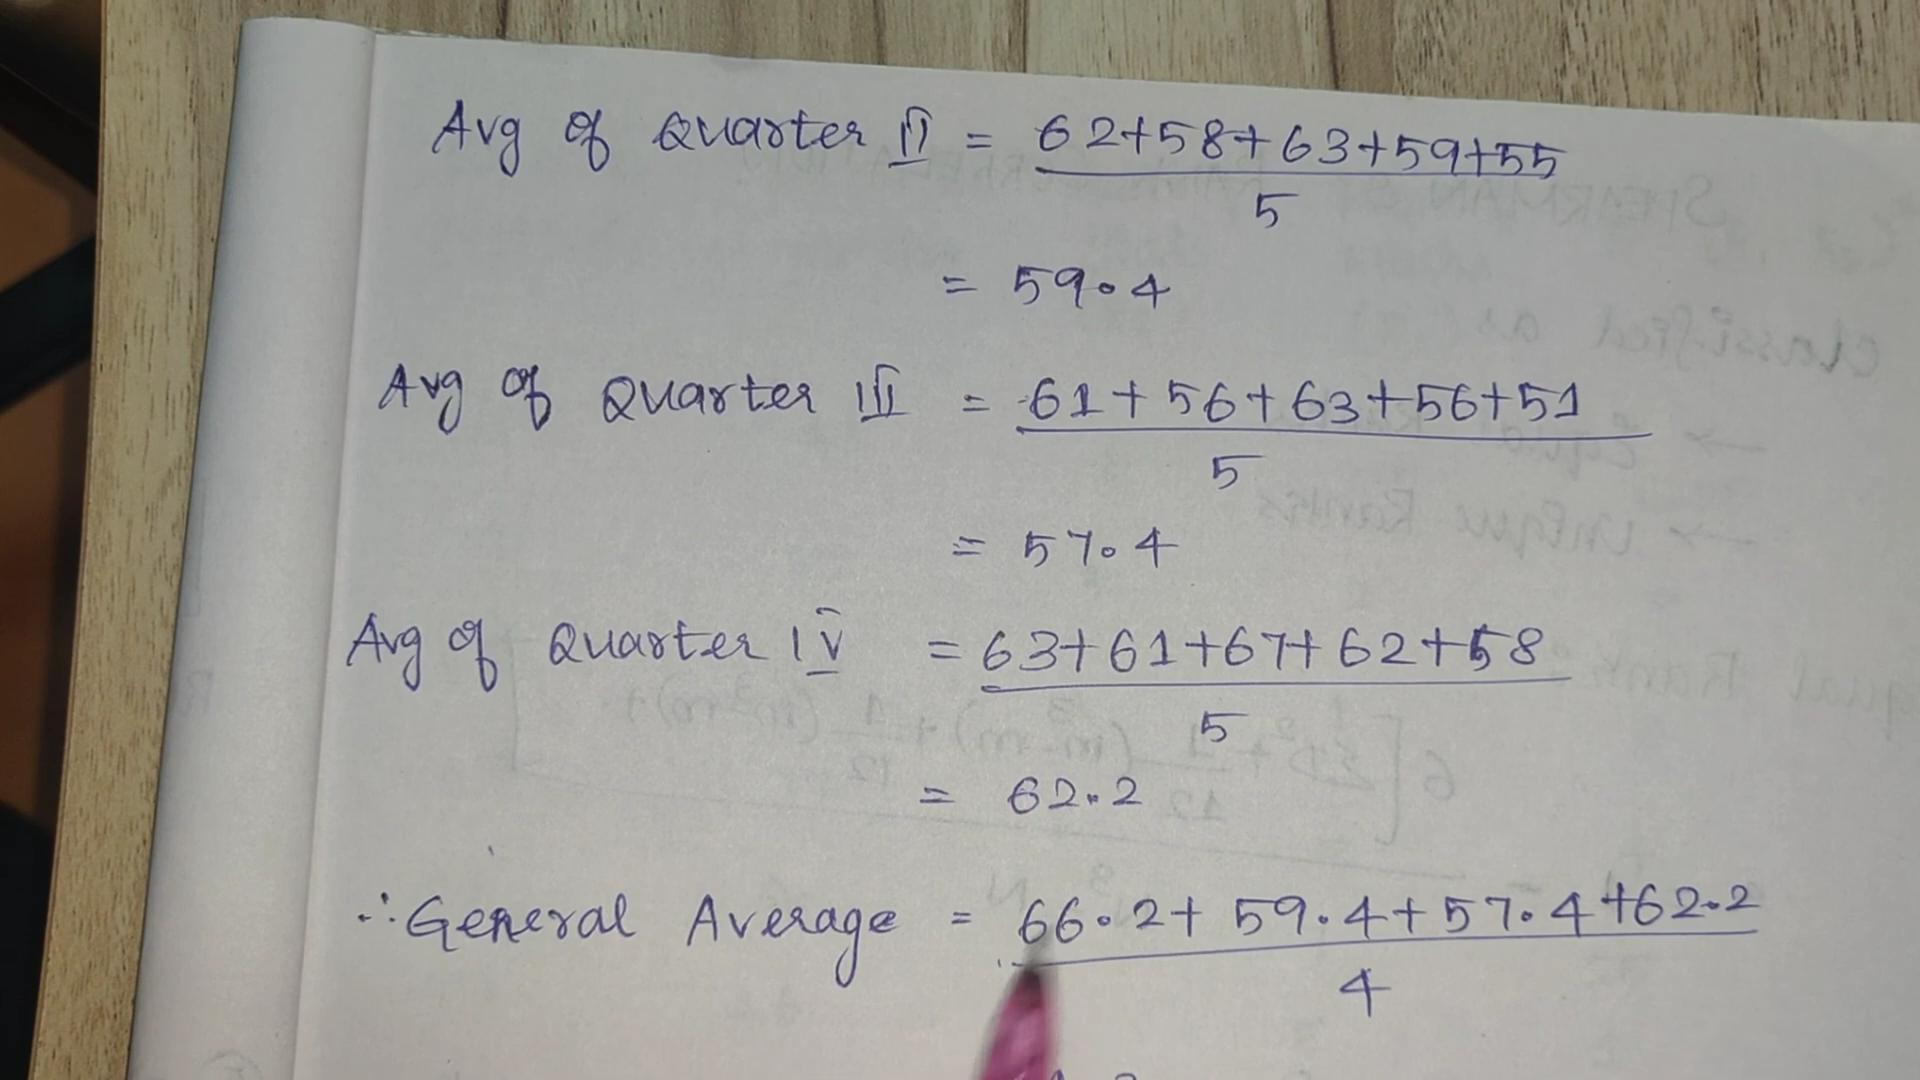 Avg of Quarter II = 62+58+63+59+55
5
= 59.4
Avg of Quarter III = 61+56+63+56+51
5
= 57.4
Avg of Quarter IV = 63+61+67+62+58
5
= 62.2
∴ General Average = 66.2+59.4+57.4+62.2
4